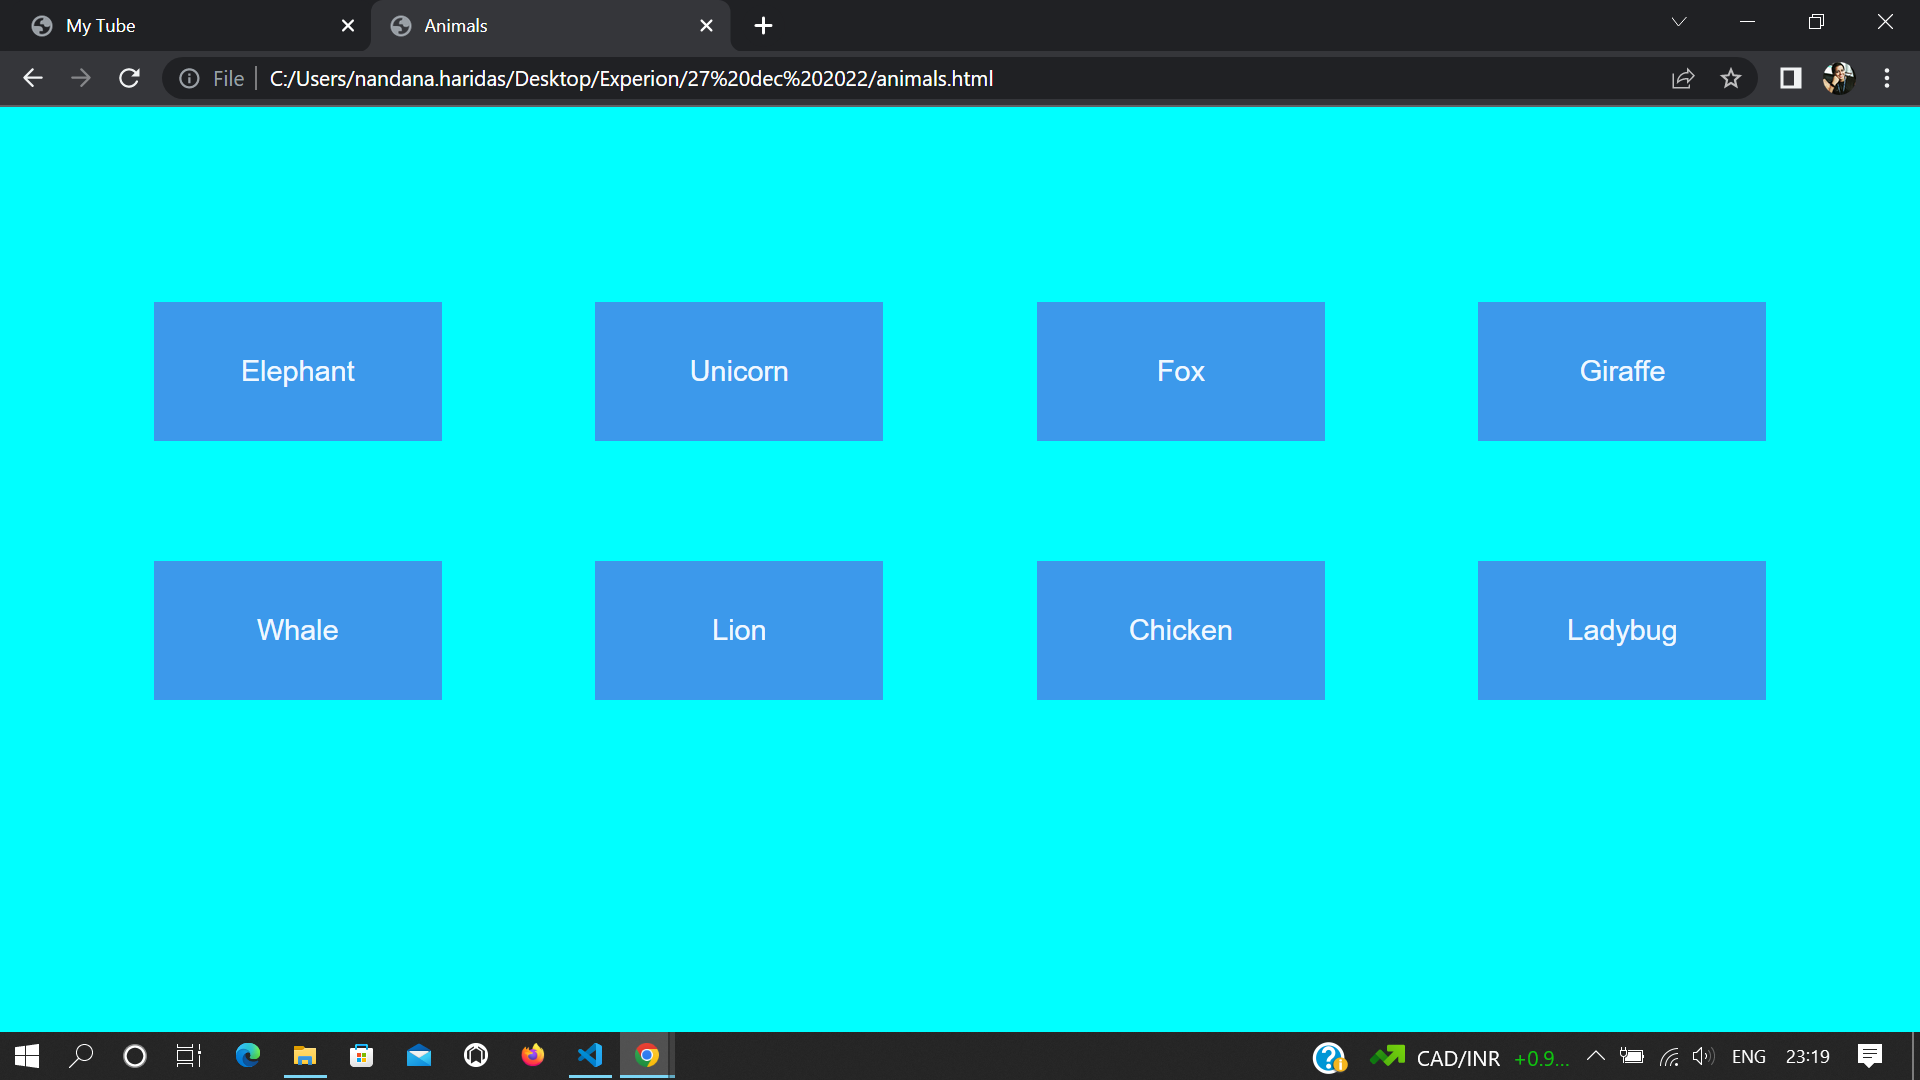 My Tube
Animals
File
C:/Users/nandana.haridas/Desktop/Experion/27%20dec%202022/animals.html
Elephant
Unicorn
Fox
Giraffe
Whale
Lion
Chicken
Ladybug
CAD/INR +0.9... ENG 23:19